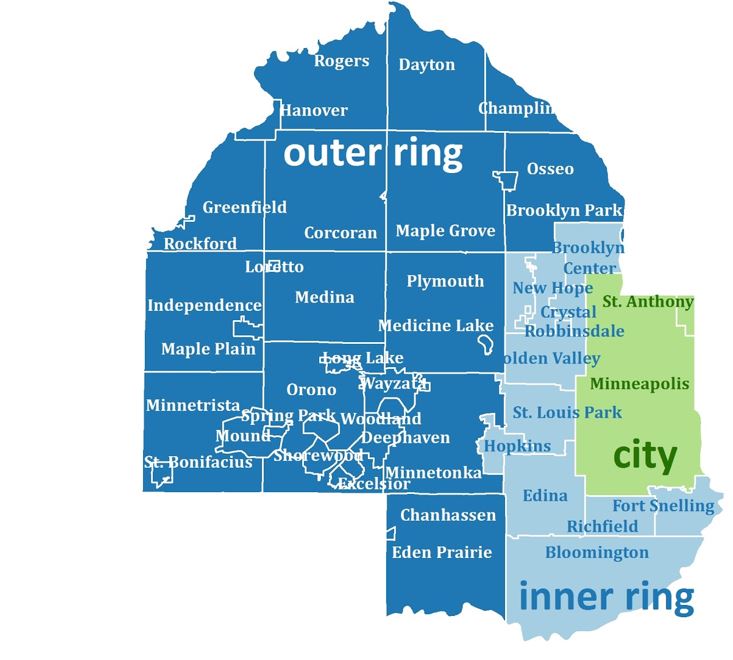 Rogers
Dayton
Hanover
Champlin
outer ring
Osseo
Greenfield
Brooklyn Park
Rockford
Corcoran
Maple Grove
Brooklyn
Center
Loretto
Medina
Plymouth
New Hope
Independence
St. Anthony
Crystal
Medicine Lake
Robbinsdale
Maple Plain
Long Lake
olden Valley
Orono
Wayzata
Minneapolis
Minnetrista
Spring Park
Woodland
St. Louis Park
Mound
Deephaven
Hopkins
city
St. Bonifacius
Shorewood
Minnetonka
Excelsior
Edina
Fort Snelling
Chanhassen
Richfield
Eden Prairie
Bloomington
inner ring